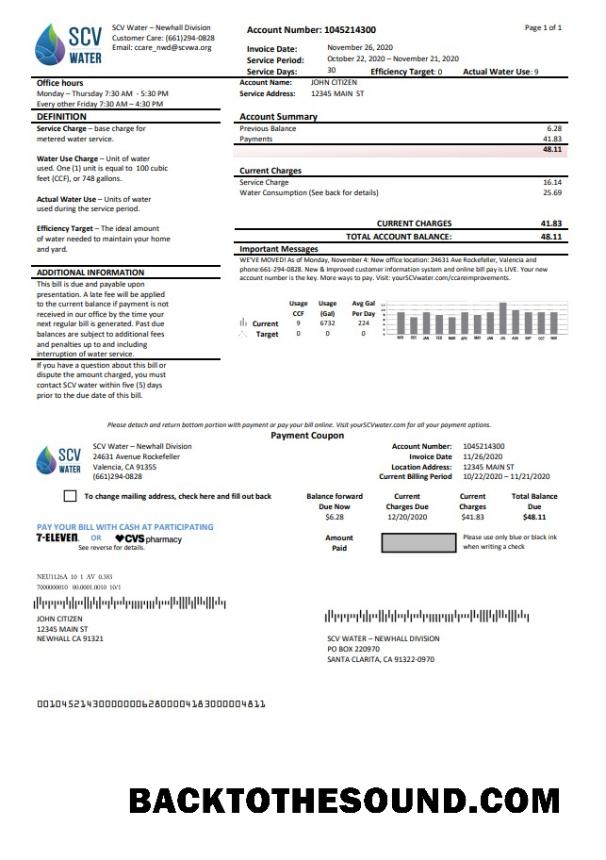 SCV WATER
SCV Water – Newhall Division
Customer Care: (661)294-0828
Email: ccare_nwd@scvwa.org
Account Number: 1045214300
Page 1 of 1
Invoice Date: November 26, 2020
Service Period: October 22, 2020 – November 21, 2020
Service Days: 30 Efficiency Target: 0 Actual Water Use: 9
Office hours
Monday – Thursday 7:30 AM - 5:30 PM
Every other Friday 7:30 AM – 4:30 PM
Account Name: JOHN CITIZEN
Service Address: 12345 MAIN ST
DEFINITION
Service Charge – base charge for
metered water service.
Water Use Charge – Unit of water
used. One (1) unit is equal to 100 cubic
feet (CCF), or 748 gallons.
Actual Water Use – Units of water
used during the service period.
Efficiency Target – The ideal amount
of water needed to maintain your home
and yard.
Account Summary
Previous Balance 6.28
Payments 41.83
48.11
Current Charges
Service Charge 16.14
Water Consumption (See back for details) 25.69
CURRENT CHARGES 41.83
TOTAL ACCOUNT BALANCE: 48.11
Important Messages
WE'VE MOVED! As of Monday, November 4: New office location: 24631 Ave Rockefeller, Valencia and
phone:661-294-0828. New & Improved customer information system and online bill pay is LIVE. Your new
account number is the key. More ways to pay. Visit: yourSCVwater.com/ccareimprovements.
ADDITIONAL INFORMATION
This bill is due and payable upon
presentation. A late fee will be applied
to the current balance if payment is not
received in our office by the time your
next regular bill is generated. Past due
balances are subject to additional fees
and penalties up to and including
interruption of water service.
If you have a question about this bill or
dispute the amount charged, you must
contact SCV water within five (5) days
prior to the due date of this bill.
Usage Usage Avg Gal
CCF (Gal) Per Day
Current 9 6732 224
Target 0 0 0
Please detach and return bottom portion with payment or pay your bill online. Visit yourSCVwater.com for all your payment options.
Payment Coupon
SCV WATER
SCV Water – Newhall Division
24631 Avenue Rockefeller
Valencia, CA 91355
(661)294-0828
Account Number: 1045214300
Invoice Date 11/26/2020
Location Address: 12345 MAIN ST
Current Billing Period 10/22/2020 – 11/21/2020
To change mailing address, check here and fill out back
Balance forward Current Current Total Balance
Due Now Charges Due Charges Due
$6.28 12/20/2020 $41.83 $48.11
PAY YOUR BILL WITH CASH AT PARTICIPATING
7-ELEVEN. OR CVS pharmacy
See reverse for details.
Amount
Paid
Please use only blue or black ink
when writing a check
NEU1126A 10 1 AV 0.383
7000000010 00.0001.0010 10/1
JOHN CITIZEN
12345 MAIN ST
NEWHALL CA 91321
SCV WATER – NEWHALL DIVISION
PO BOX 220970
SANTA CLARITA, CA 91322-0970
BACKTOTHESOUND.COM